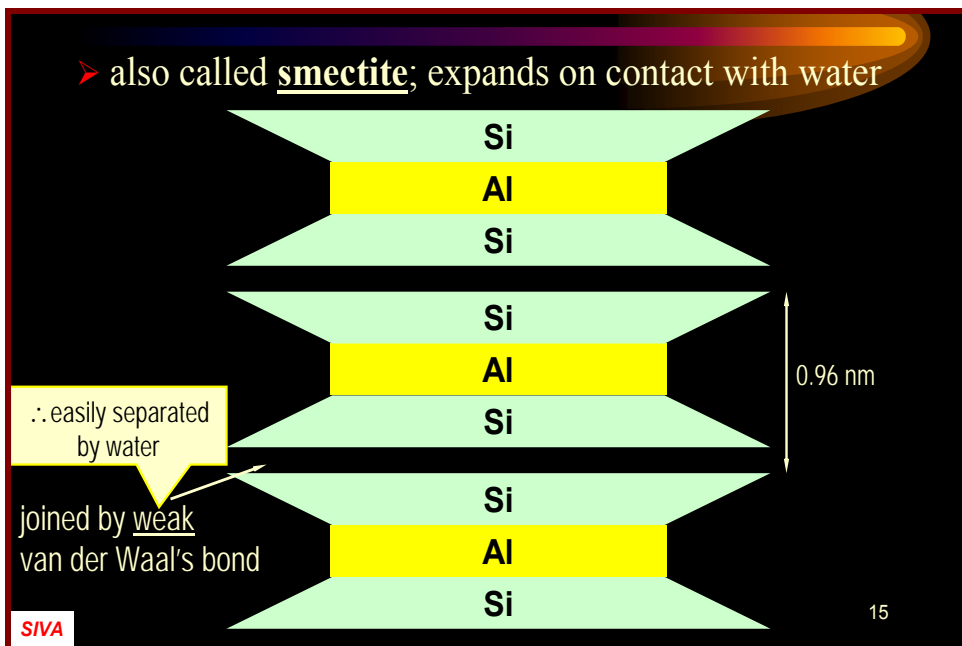 ➢ also called smectite; expands on contact with water
Si
Al
Si
Si
Al
Si
0.96 nm
∴ easily separated
by water
joined by weak
van der Waal's bond
Si
Al
Si
15
SIVA